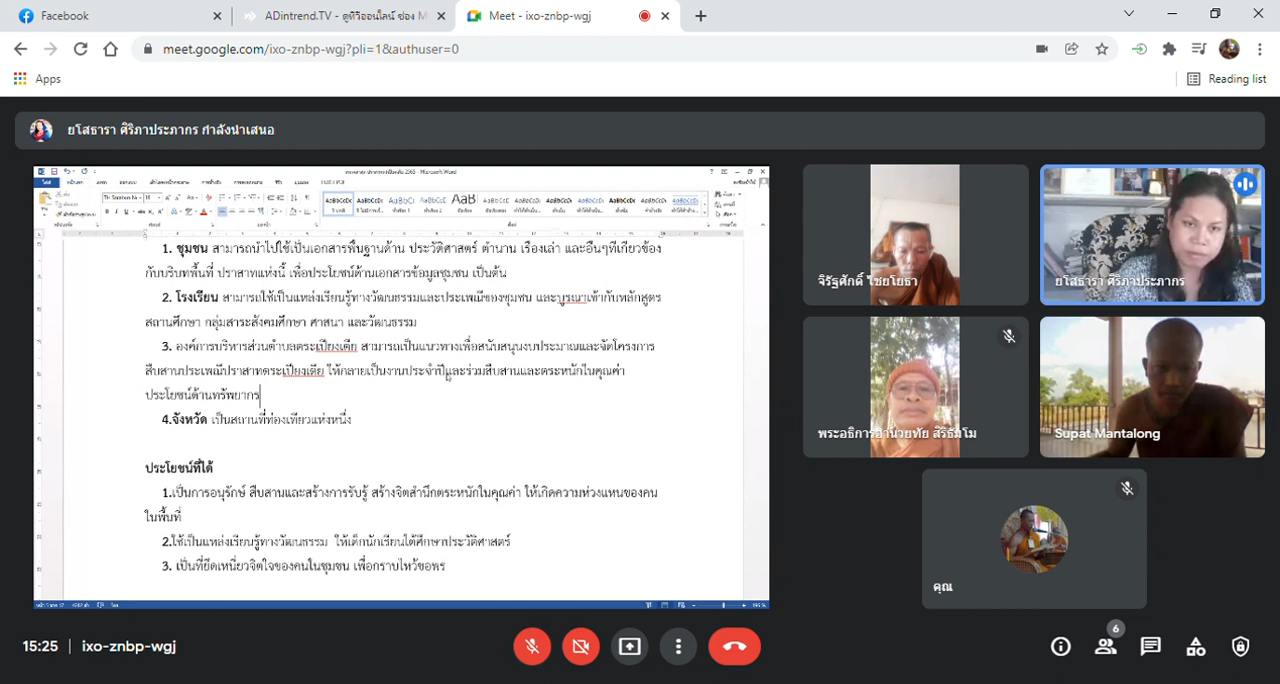 Facebook
ADintrend.TV - ดูทีวีออนไลน์ ช่อง
Meet - ixo-znbp-wgj
meet.google.com/ixo-znbp-wgj?pli=1&authuser=0
Apps
Reading list
ยโสธารา ศิริภาประภากร กำลังนำเสนอ
1. ชุมชน สามารถนำไปใช้เป็นเอกสารพื้นฐานด้าน ประวัติศาสตร์ ตำนาน เรื่องเล่า และอื่นๆที่เกี่ยวข้อง
กับบริบทพื้นที่ ปราสาทแห่งนี้ เพื่อประโยชน์ด้านเอกสารข้อมูลชุมชน เป็นต้น
2. โรงเรียน สามารถใช้เป็นแหล่งเรียนรู้ทางวัฒนธรรมและประเพณีของชุมชน และบูรณาเข้ากับหลักสูตร
สถานศึกษา กลุ่มสาระสังคมศึกษา ศาสนา และวัฒนธรรม
3. องค์การบริหารส่วนตำบลตระเปียงเตีย สามารถเป็นแนวทางเพื่อสนับสนุนงบประมาณและจัดโครงการ
สืบสานประเพณีปราสาทตระเปียงเตีย ให้กลายเป็นงานประจำปีและร่วมสืบสานและตระหนักในคุณค่า
ประโยชน์ด้านทรัพยากร
4.จังหวัด เป็นสถานที่ท่องเที่ยวแห่งหนึ่ง
ประโยชน์ที่ได้
1.เป็นการอนุรักษ์ สืบสานและสร้างการรับรู้ สร้างจิตสำนึกตระหนักในคุณค่า ให้เกิดความห่วงแหนของคน
ในพื้นที่
2.ใช้เป็นแหล่งเรียนรู้ทางวัฒนธรรม ให้เด็กนักเรียนได้ศึกษาประวัติศาสตร์
3. เป็นที่ยึดเหนี่ยวจิตใจของคนในชุมชน เพื่อกราบไหว้ขอพร
จิรัฐศักดิ์ ไชยโยธา
ยโสธารา ศิริภาประภากร
พระอธิการอำนวยทัย สิริธัมโม
Supat Mantalong
คุณ
15:25
ixo-znbp-wgj
6